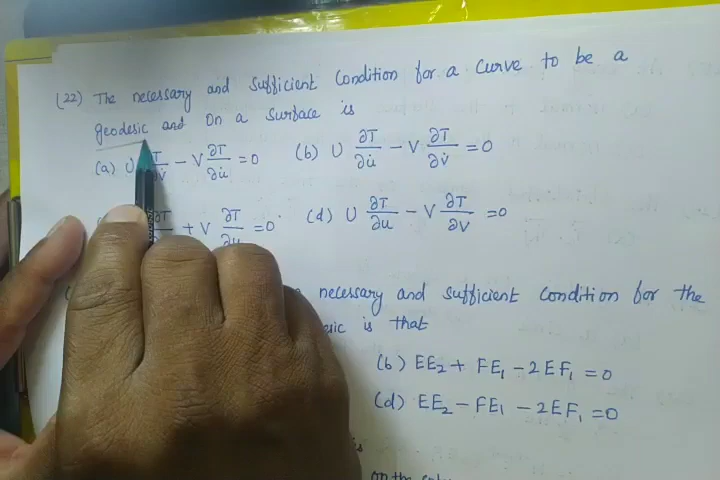 (22) The necessary and sufficient condition for a curve to be a
geodesic and on a surface is
(a) U ∂T/∂v̇ − V ∂T/∂u̇ = 0 (b) U ∂T/∂u̇ − V ∂T/∂v̇ = 0
∂T + V ∂T/∂u = 0 (d) U ∂T/∂u − V ∂T/∂v = 0
necessary and sufficient condition for the
is that
(b) EE₂ + FE₁ − 2EF₁ = 0
(d) EE₂ − FE₁ − 2EF₁ = 0